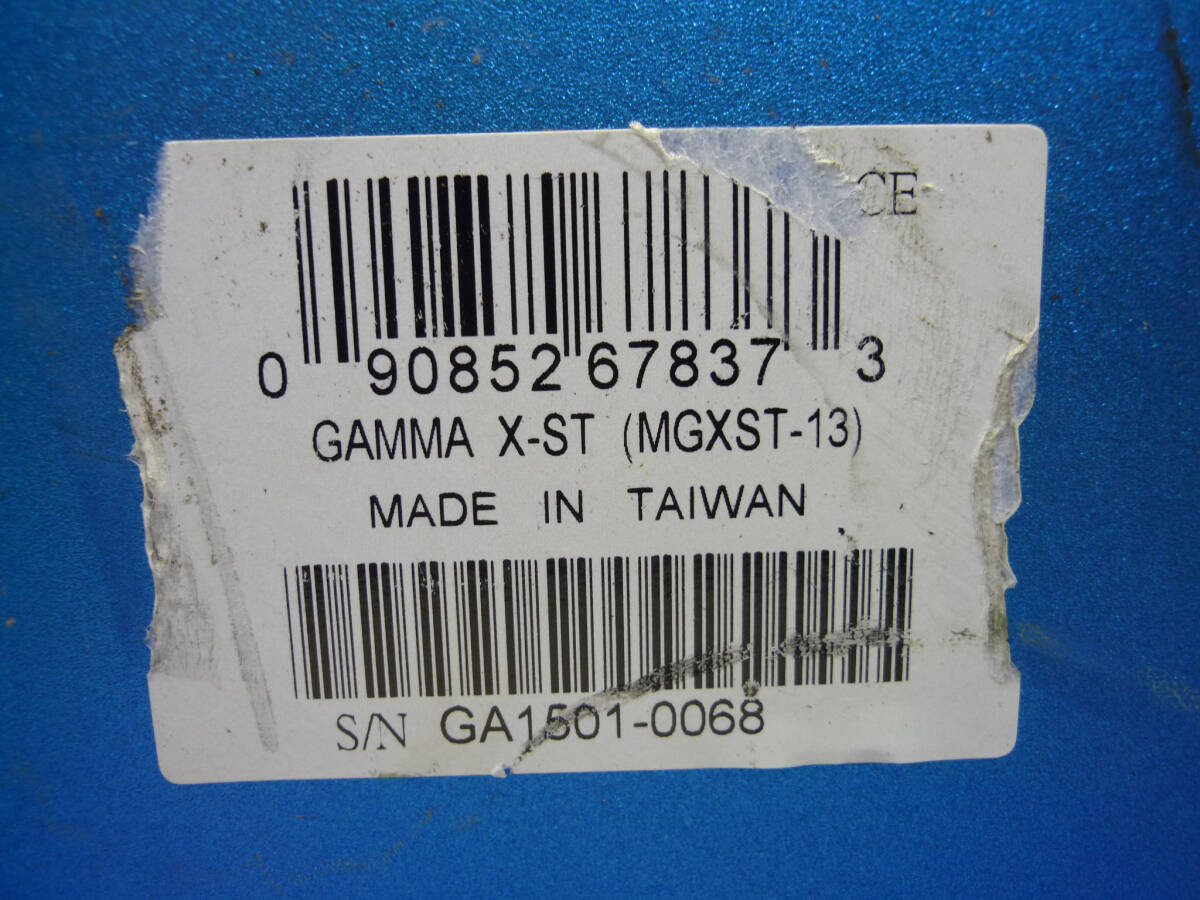 CE
0 90852 67837 3
GAMMA X-ST (MGXST-13)
MADE IN TAIWAN
S/N GA1501-0068